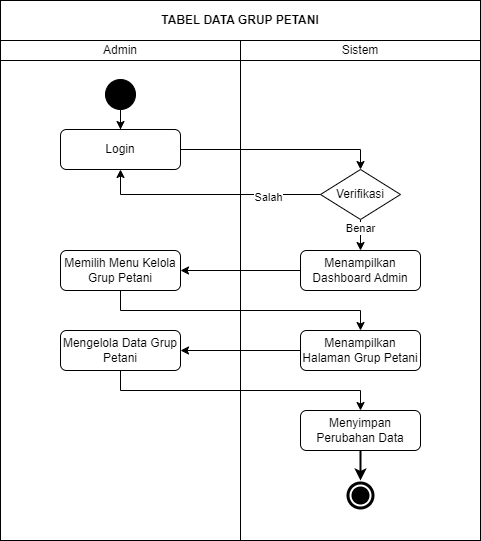 TABEL DATA GRUP PETANI
Admin
Sistem
Login
Verifikasi
Salah
Benar
Menampilkan
Dashboard Admin
Memilih Menu Kelola
Grup Petani
Menampilkan
Halaman Grup Petani
Mengelola Data Grup
Petani
Menyimpan
Perubahan Data